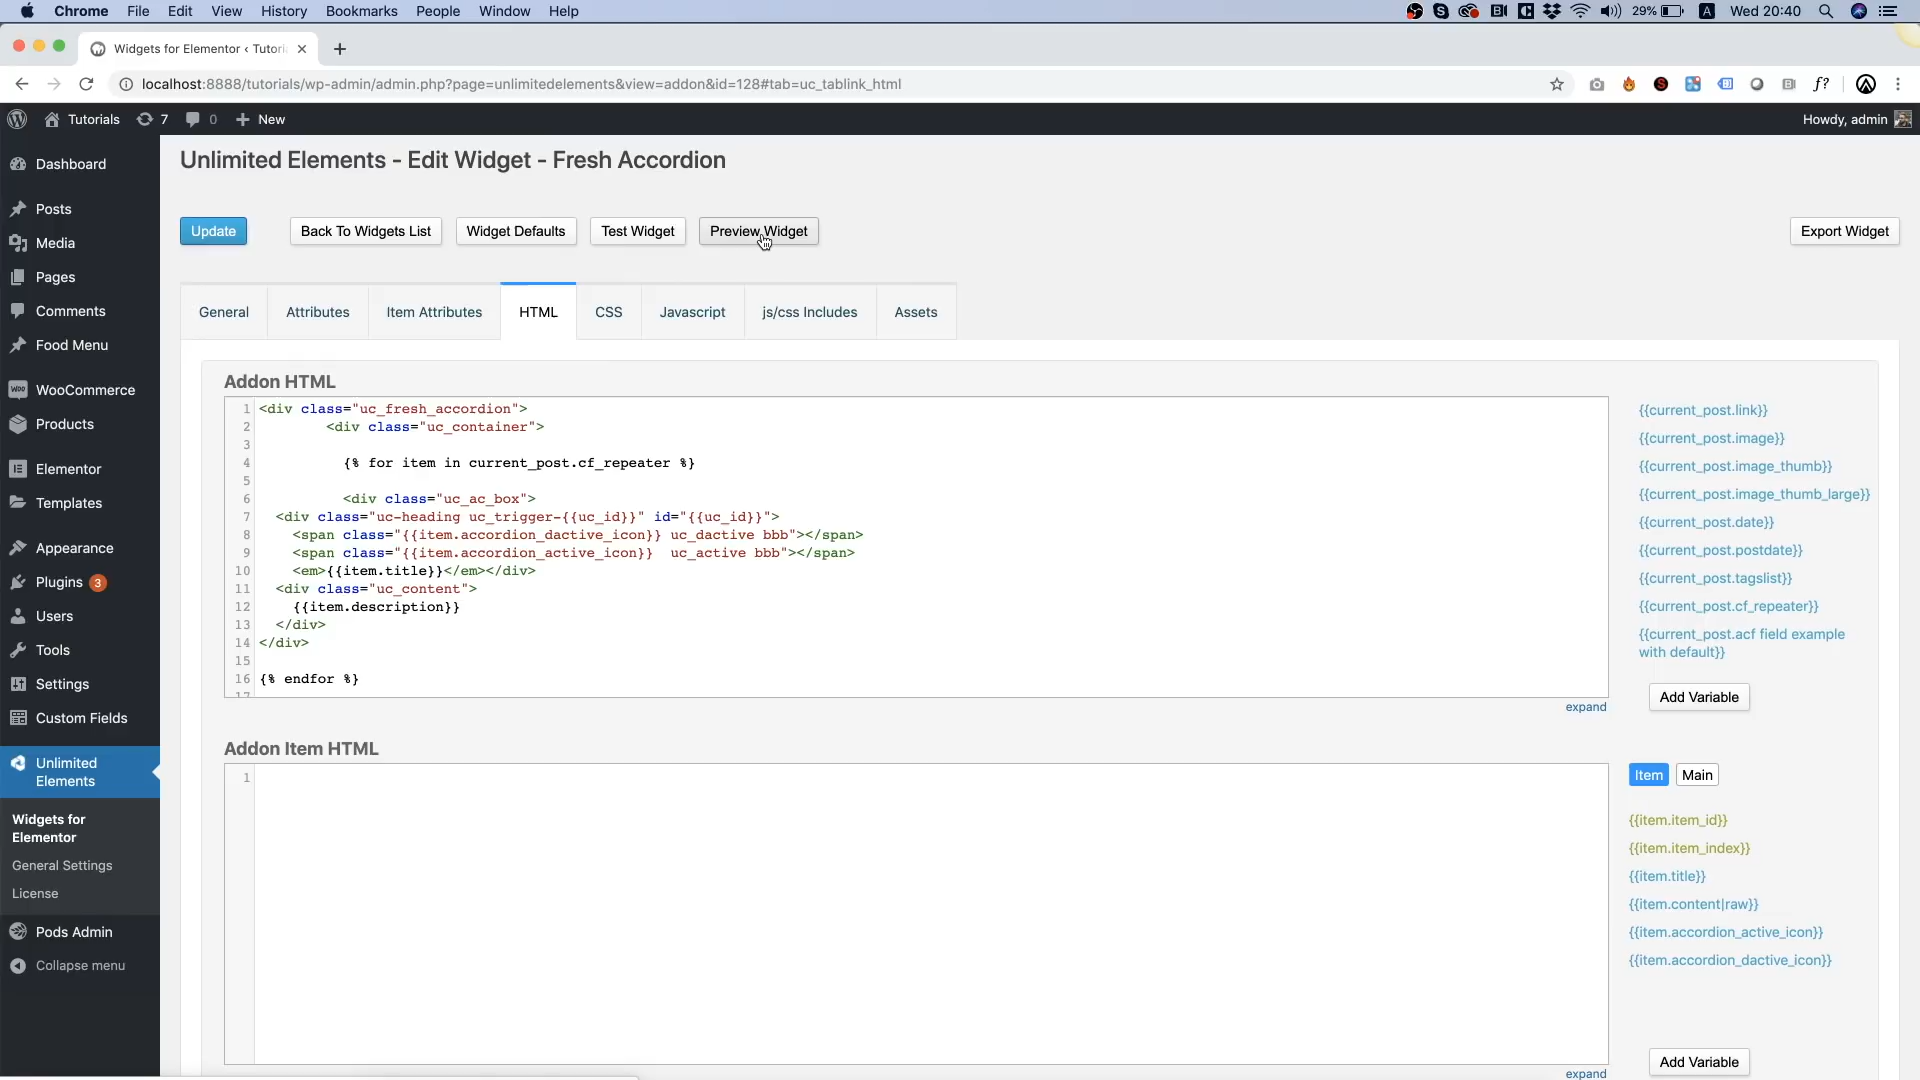 Chrome File Edit View History Bookmarks People Window Help
29% A Wed 20:40
Widgets for Elementor ‹ Tutori
localhost:8888/tutorials/wp-admin/admin.php?page=unlimitedelements&view=addon&id=128#tab=uc_tablink_html
f?
Tutorials 7 0 + New
Howdy, admin
Dashboard
Posts
Media
Pages
Comments
Food Menu
WooCommerce
Products
Elementor
Templates
Appearance
Plugins 3
Users
Tools
Settings
Custom Fields
Unlimited
Elements
Widgets for
Elementor
General Settings
License
Pods Admin
Collapse menu
Unlimited Elements - Edit Widget - Fresh Accordion
Update Back To Widgets List Widget Defaults Test Widget Preview Widget Export Widget
General Attributes Item Attributes HTML CSS Javascript js/css Includes Assets
Addon HTML
1 <div class="uc_fresh_accordion">
2 <div class="uc_container">
3
4 {% for item in current_post.cf_repeater %}
5
6 <div class="uc_ac_box">
7 <div class="uc-heading uc_trigger-{{uc_id}}" id="{{uc_id}}">
8 <span class="{{item.accordion_dactive_icon}} uc_dactive bbb"></span>
9 <span class="{{item.accordion_active_icon}}  uc_active bbb"></span>
10 <em>{{item.title}}</em></div>
11 <div class="uc_content">
12 {{item.description}}
13 </div>
14 </div>
15
16 {% endfor %}
17
expand
{{current_post.link}}
{{current_post.image}}
{{current_post.image_thumb}}
{{current_post.image_thumb_large}}
{{current_post.date}}
{{current_post.postdate}}
{{current_post.tagslist}}
{{current_post.cf_repeater}}
{{current_post.acf field example
with default}}
Add Variable
Addon Item HTML
1
Item Main
{{item.item_id}}
{{item.item_index}}
{{item.title}}
{{item.content|raw}}
{{item.accordion_active_icon}}
{{item.accordion_dactive_icon}}
Add Variable
expand